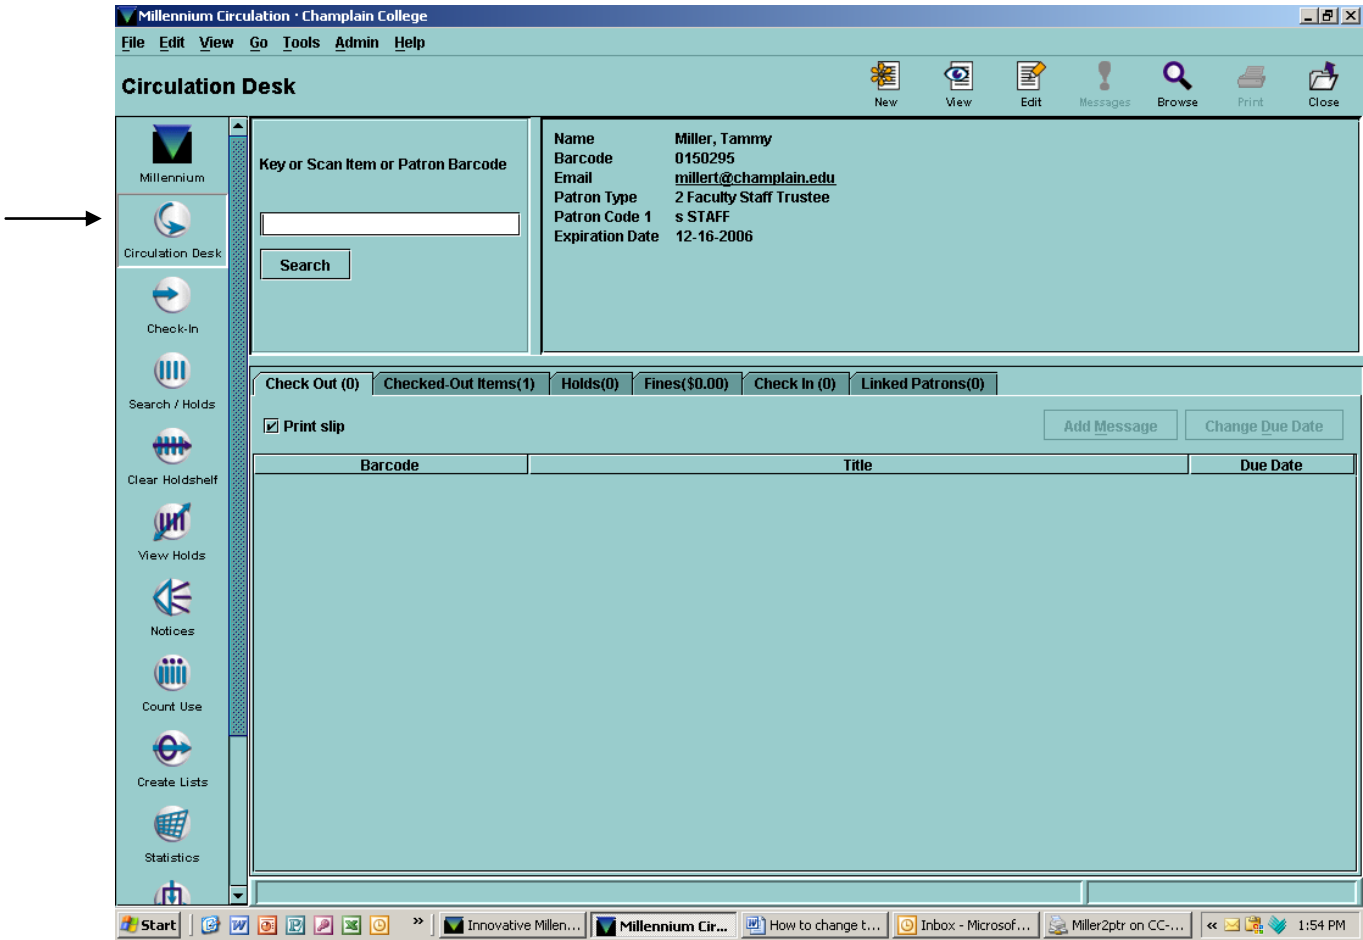 Millennium Circulation · Champlain College
File Edit View Go Tools Admin Help
Circulation Desk
New View Edit Messages Browse Print Close
Millennium
Circulation Desk
Check-In
Search / Holds
Clear Holdshelf
View Holds
Notices
Count Use
Create Lists
Statistics
Key or Scan Item or Patron Barcode
Search
Name Miller, Tammy
Barcode 0150295
Email millert@champlain.edu
Patron Type 2 Faculty Staff Trustee
Patron Code 1 s STAFF
Expiration Date 12-16-2006
Check Out (0) Checked-Out Items(1) Holds(0) Fines($0.00) Check In (0) Linked Patrons(0)
Print slip Add Message Change Due Date
Barcode Title Due Date
Start » Innovative Millen... Millennium Cir... How to change t... Inbox - Microsof... Miller2ptr on CC-... « 1:54 PM